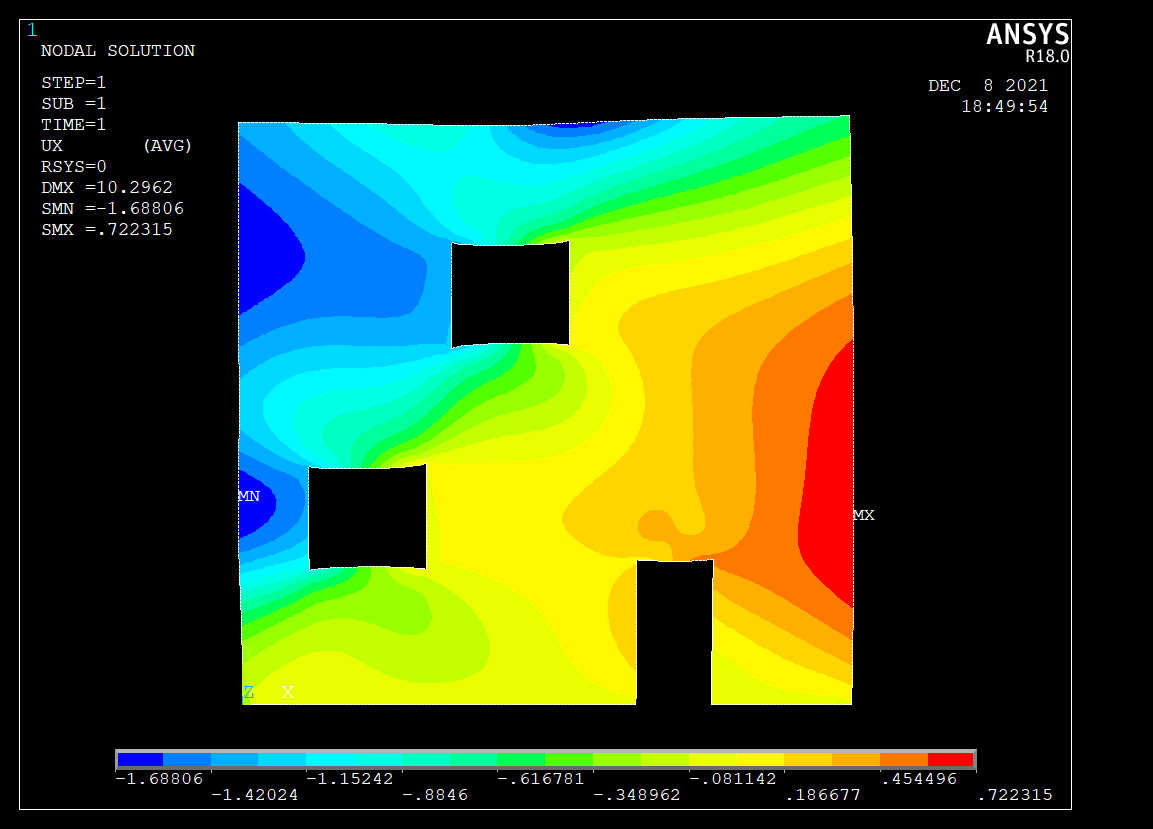 1
ANSYS
R18.0
NODAL SOLUTION
STEP=1
SUB =1
TIME=1
UX (AVG)
RSYS=0
DMX =10.2962
SMN =-1.68806
SMX =.722315
DEC 8 2021
18:49:54
MN
MX
Z X
-1.68806 -1.15242 -.616781 -.081142 .454496
-1.42024 -.8846 -.348962 .186677 .722315